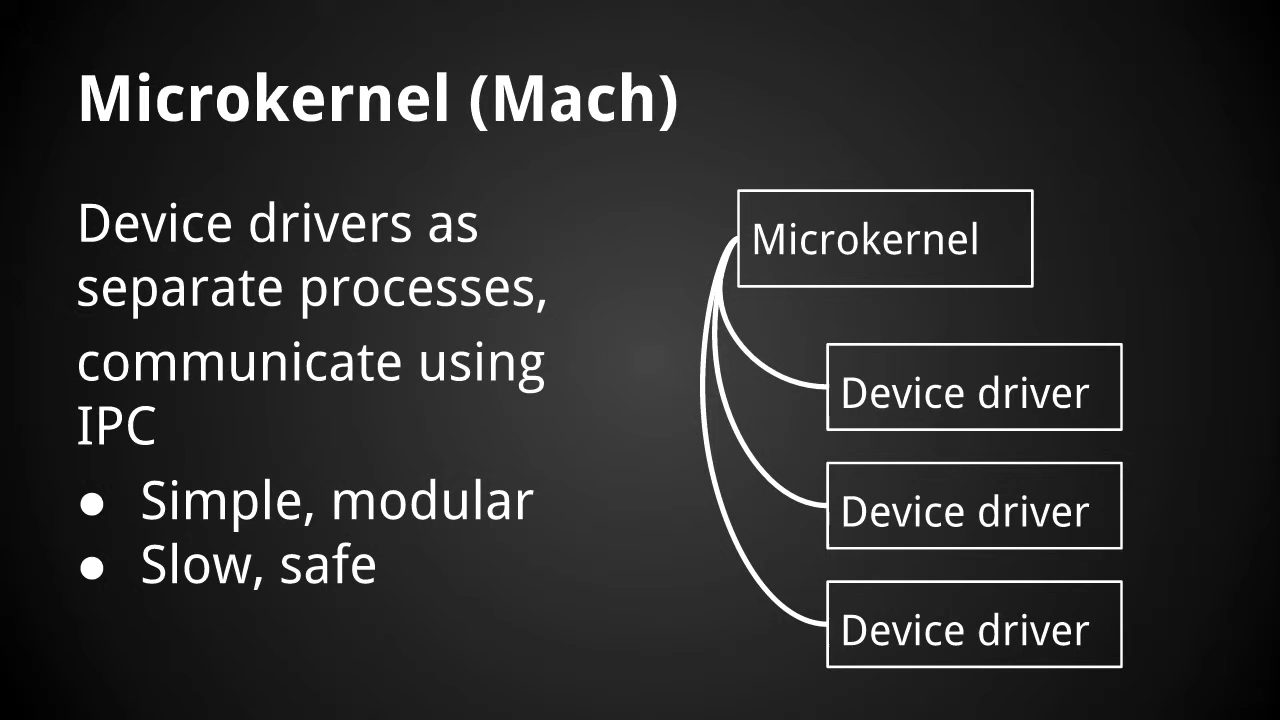 Microkernel (Mach)
Device drivers as
separate processes,
communicate using
IPC
● Simple, modular
● Slow, safe
Microkernel
Device driver
Device driver
Device driver